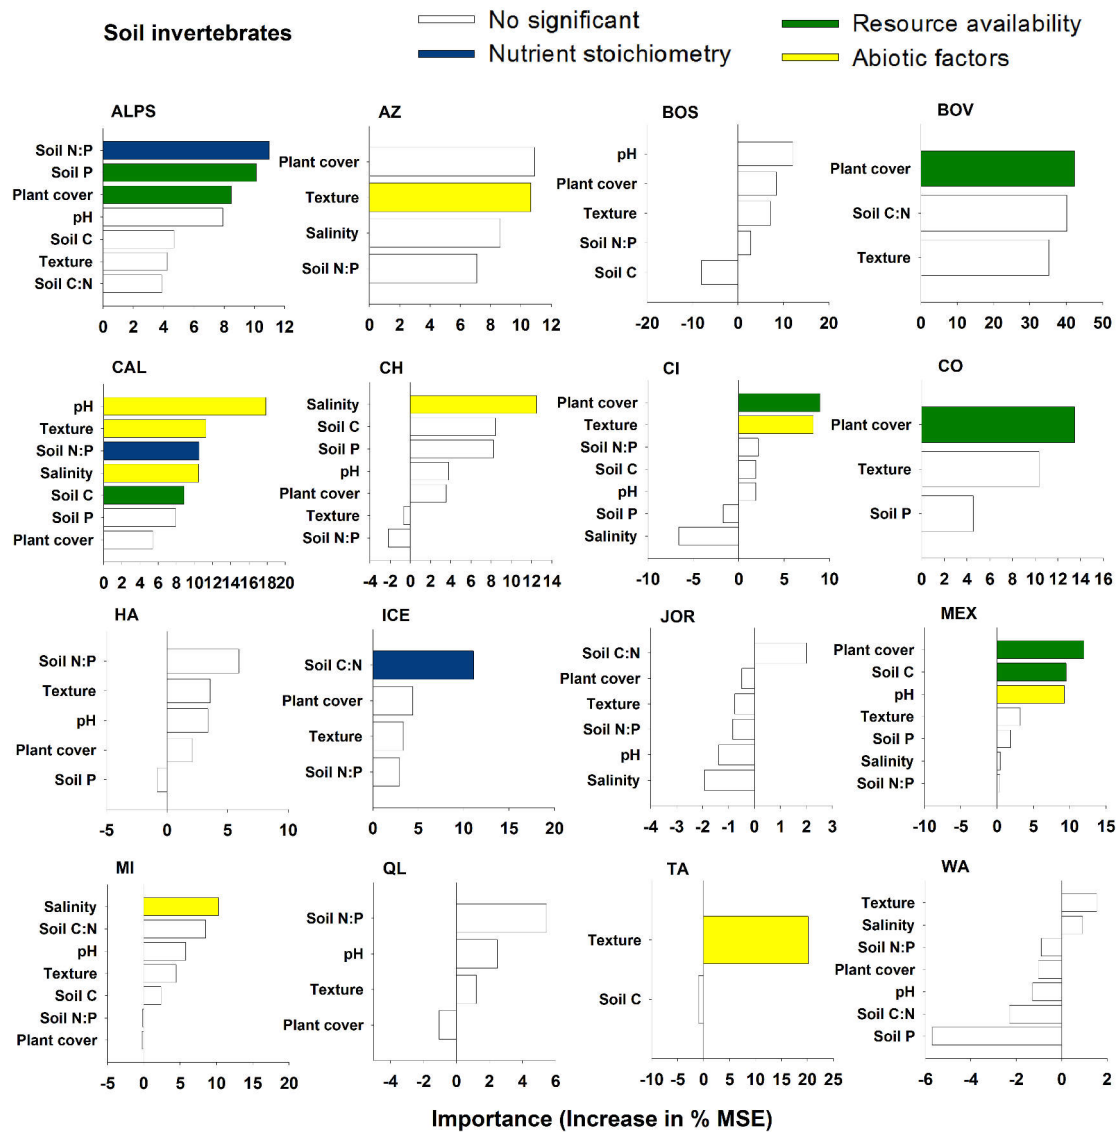 Soil invertebrates
No significant
Resource availability
Nutrient stoichiometry
Abiotic factors
ALPS
Soil N:P
Soil P
Plant cover
pH
Soil C
Texture
Soil C:N
0 2 4 6 8 10 12
AZ
Plant cover
Texture
Salinity
Soil N:P
0 2 4 6 8 10 12
BOS
pH
Plant cover
Texture
Soil N:P
Soil C
-20 -10 0 10 20
BOV
Plant cover
Soil C:N
Texture
0 10 20 30 40 50
CAL
pH
Texture
Soil N:P
Salinity
Soil C
Soil P
Plant cover
0 2 4 6 8 10 12 14 16 18 20
CH
Salinity
Soil C
Soil P
pH
Plant cover
Texture
Soil N:P
-4 -2 0 2 4 6 8 10 12 14
CI
Plant cover
Texture
Soil N:P
Soil C
pH
Soil P
Salinity
-10 -5 0 5 10
CO
Plant cover
Texture
Soil P
0 2 4 6 8 10 12 14 16
HA
Soil N:P
Texture
pH
Plant cover
Soil P
-5 0 5 10
ICE
Soil C:N
Plant cover
Texture
Soil N:P
0 5 10 15 20
JOR
Soil C:N
Plant cover
Texture
Soil N:P
pH
Salinity
-4 -3 -2 -1 0 1 2 3
MEX
Plant cover
Soil C
pH
Texture
Soil P
Salinity
Soil N:P
-10 -5 0 5 10 15
MI
Salinity
Soil C:N
pH
Texture
Soil C
Soil N:P
Plant cover
-5 0 5 10 15 20
QL
Soil N:P
pH
Texture
Plant cover
-4 -2 0 2 4 6
TA
Texture
Soil C
-10 -5 0 5 10 15 20 25
WA
Texture
Salinity
Soil N:P
Plant cover
pH
Soil C:N
Soil P
-6 -4 -2 0 2
Importance (Increase in % MSE)